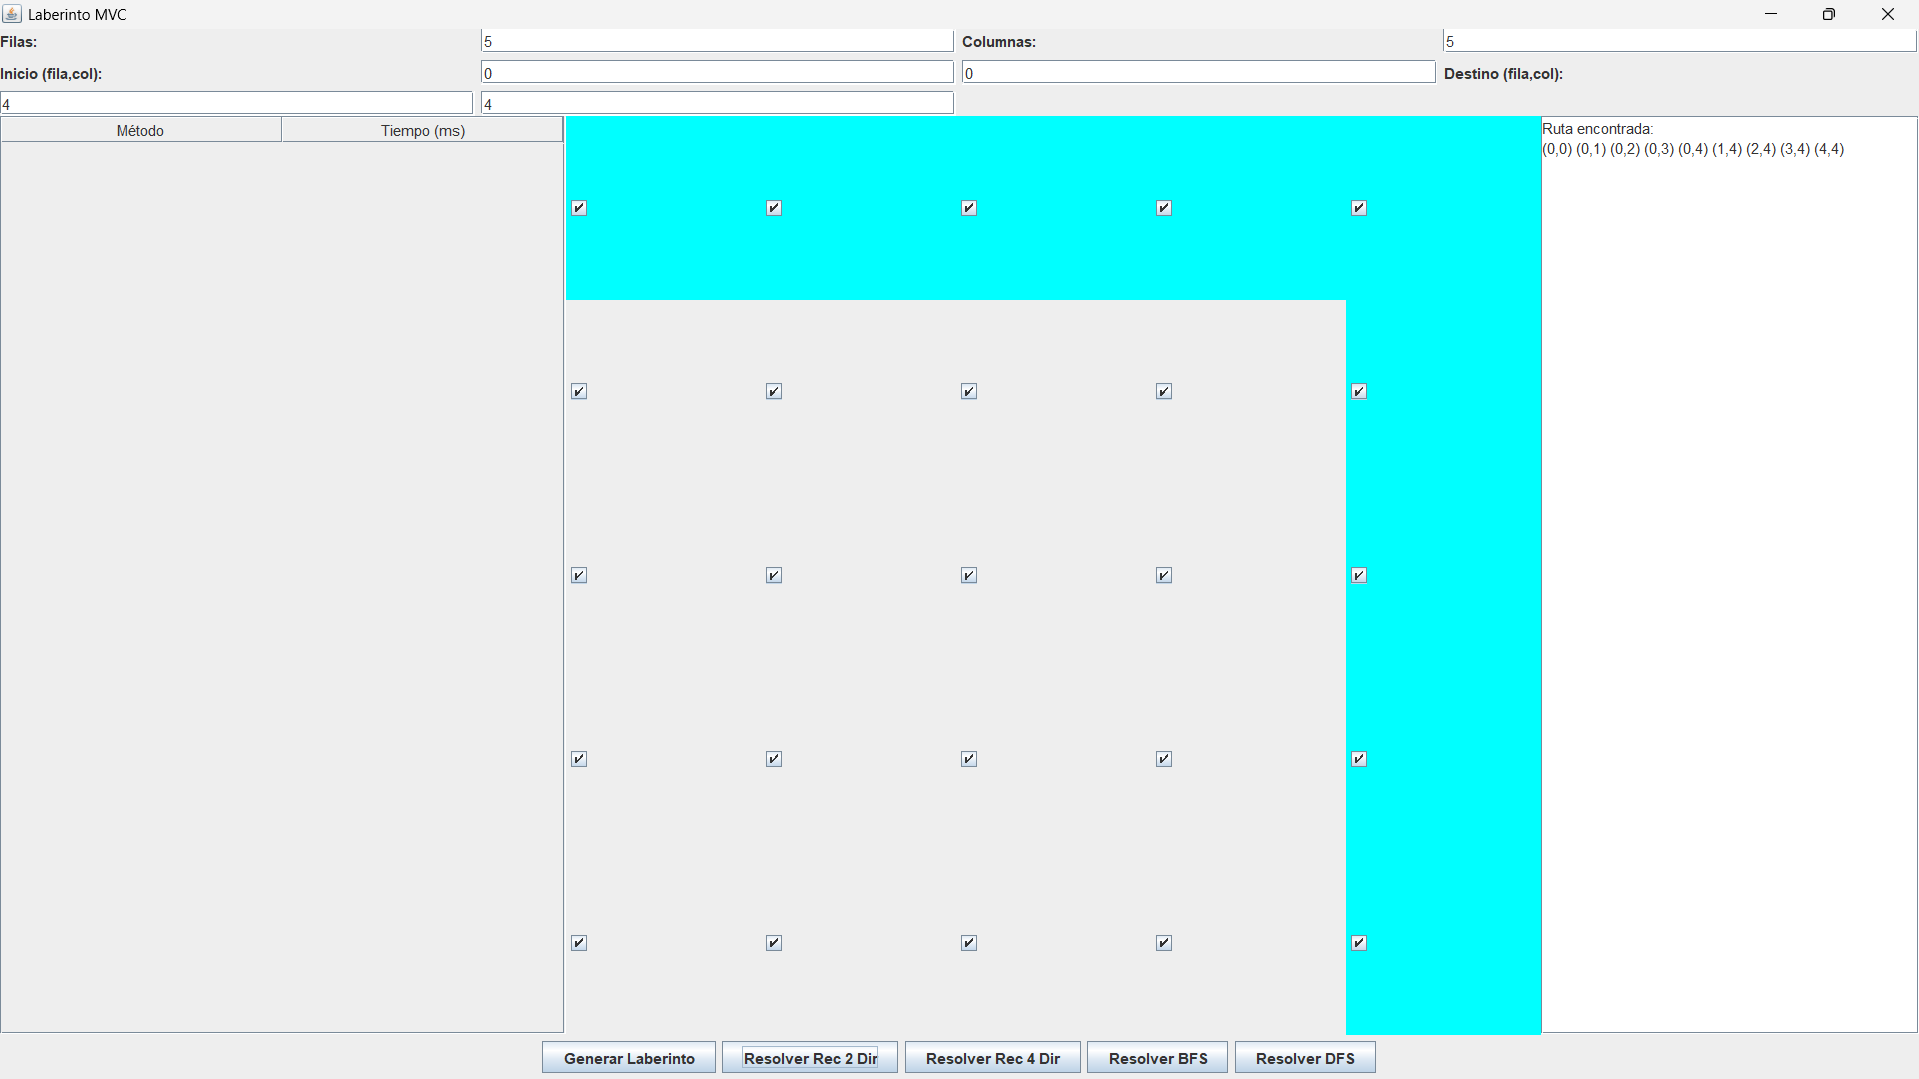 Laberinto MVC
Filas: 5 Columnas: 5
Inicio (fila,col): 0 0 Destino (fila,col):
4 4
Método Tiempo (ms)
Ruta encontrada:
(0,0) (0,1) (0,2) (0,3) (0,4) (1,4) (2,4) (3,4) (4,4)
Generar Laberinto Resolver Rec 2 Dir Resolver Rec 4 Dir Resolver BFS Resolver DFS